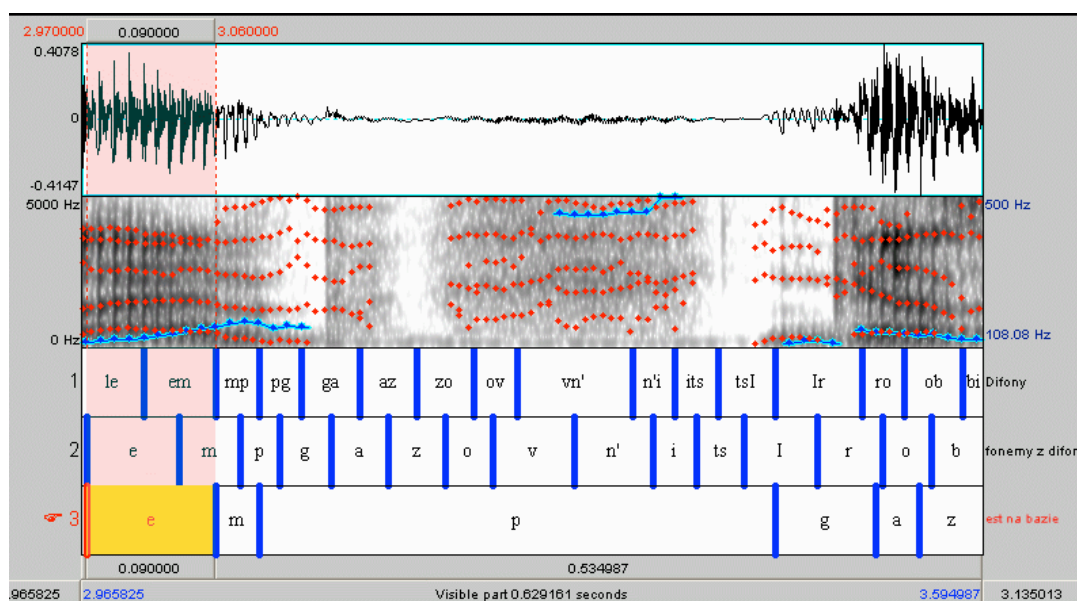 2.970000 0.090000 3.060000
0.4078
0
-0.4147
5000 Hz 500 Hz
0 Hz 108.08 Hz
1 le em mp pg ga az zo ov vn' n'i its tsI Ir ro ob bi Difony
2 e m p g a z o v n' i ts I r o b fonemy z difor
3 e m p g a z est na bazie
0.090000 0.534987
.965825 2.965825 Visible part 0.629161 seconds 3.594987 3.135013